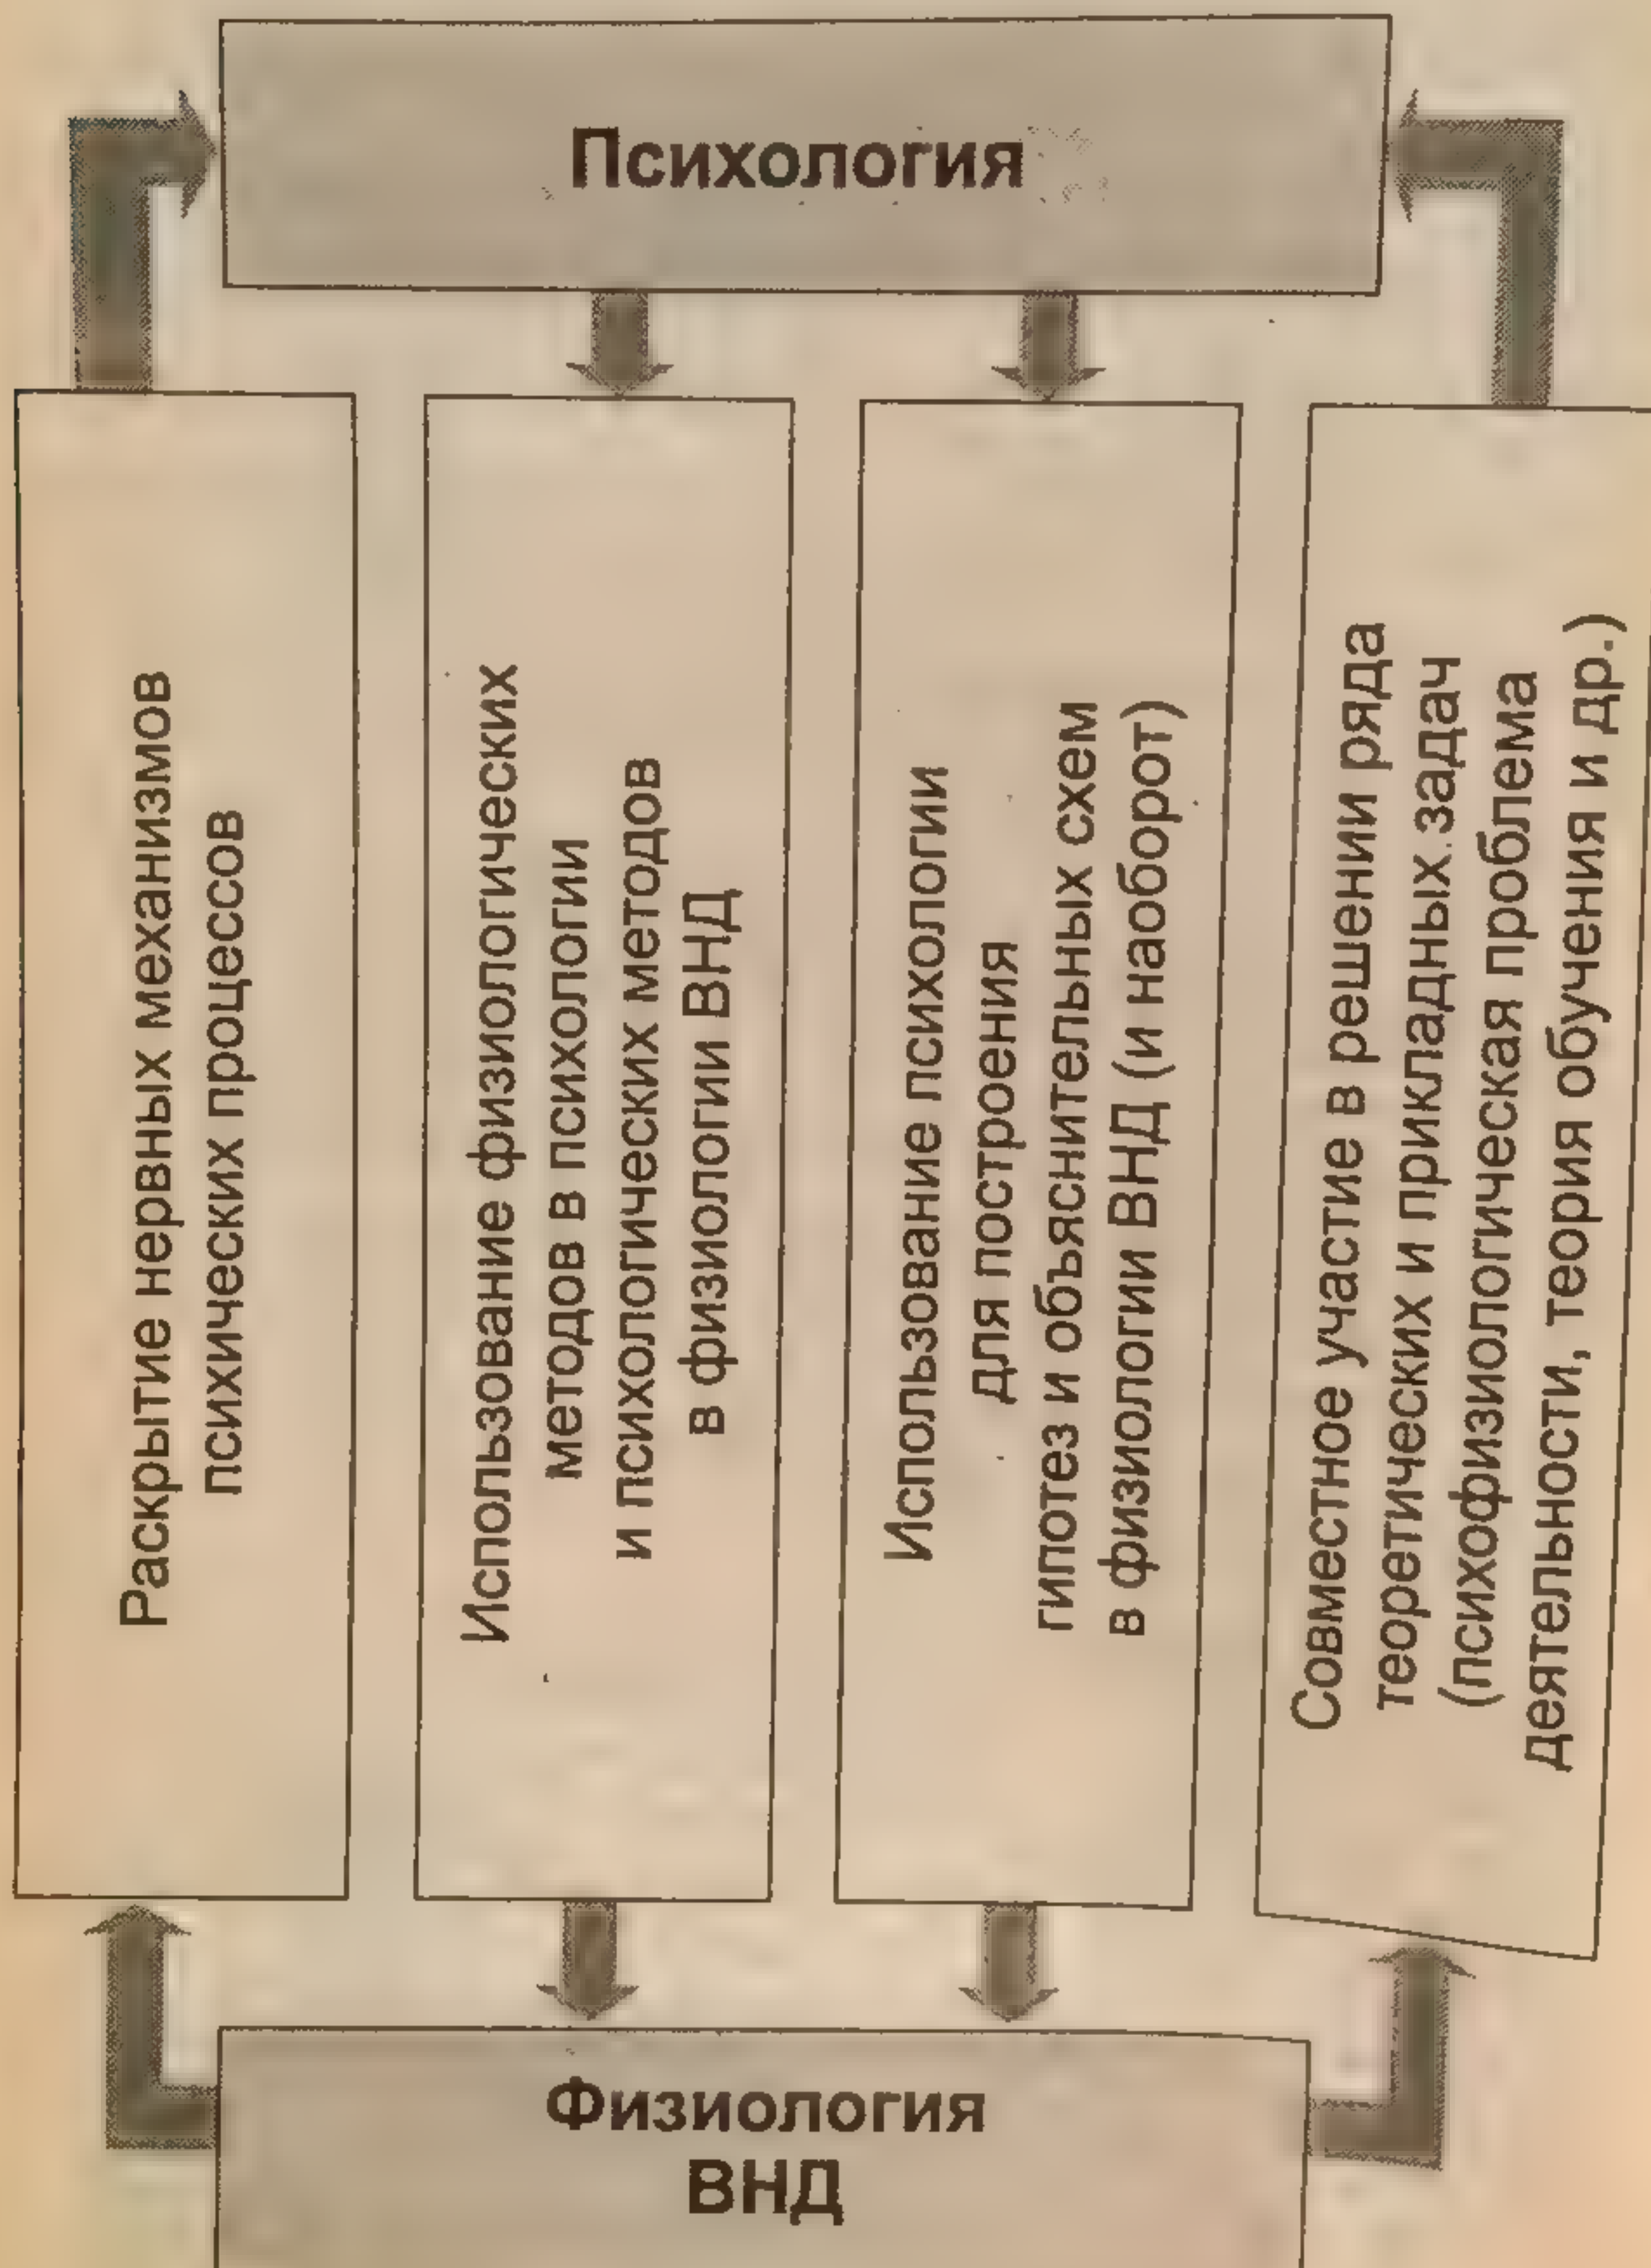 Психология
Раскрытие нервных механизмов
психических процессов
Использование физиологических
методов в психологии
и психологических методов
в физиологии ВНД
Использование психологии
для построения
гипотез и объяснительных схем
в физиологии ВНД (и наоборот)
Совместное участие в решении ряда
теоретических и прикладных задач
(психофизиологическая проблема
деятельности, теория обучения и др.)
Физиология
ВНД